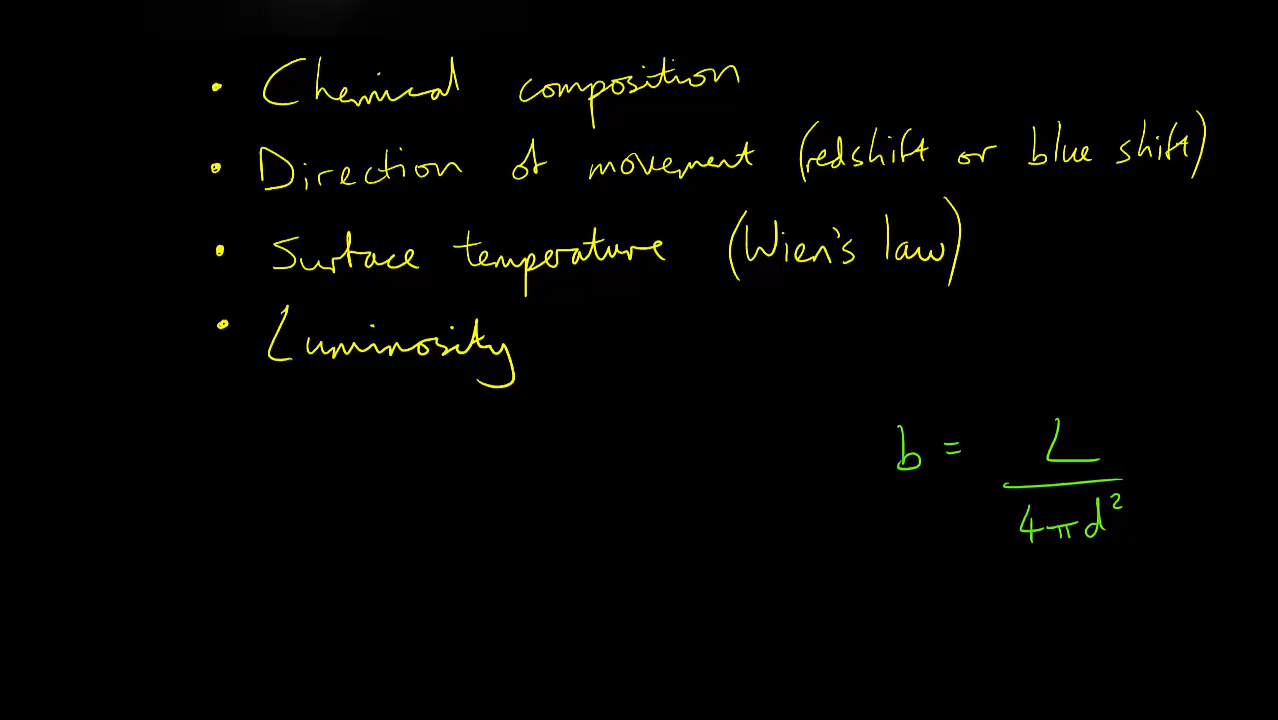 • Chemical composition
• Direction of movement (redshift or blue shift)
• Surface temperature (Wien's law)
• Luminosity
b = L / 4πd²